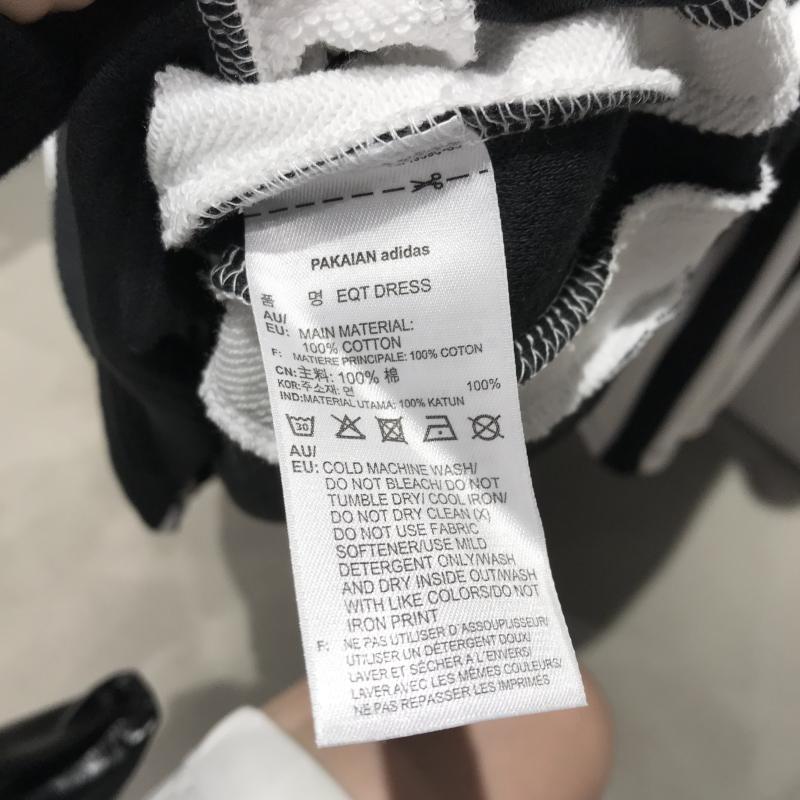 PAKAIAN adidas
품 명 EQT DRESS
AU/
EU: MAIN MATERIAL:
100% COTTON
F: MATIERE PRINCIPALE: 100% COTON
CN:主料: 100% 棉
KOR:주소재: 면 100%
IND:MATERIAL UTAMA: 100% KATUN
30
AU/
EU: COLD MACHINE WASH/
DO NOT BLEACH/ DO NOT
TUMBLE DRY/ COOL IRON/
DO NOT DRY CLEAN (X)
DO NOT USE FABRIC
SOFTENER/USE MILD
DETERGENT ONLY/WASH
AND DRY INSIDE OUT/WASH
WITH LIKE COLORS/DO NOT
IRON PRINT
F: NE PAS UTILISER D'ASSOUPLISSEUR/
UTILISER UN DÉTERGENT DOUX/
LAVER ET SÉCHER A L'ENVERS/
LAVER AVEC LES MÊMES COULEURS/
NE PAS REPASSER LES IMPRIMÉS